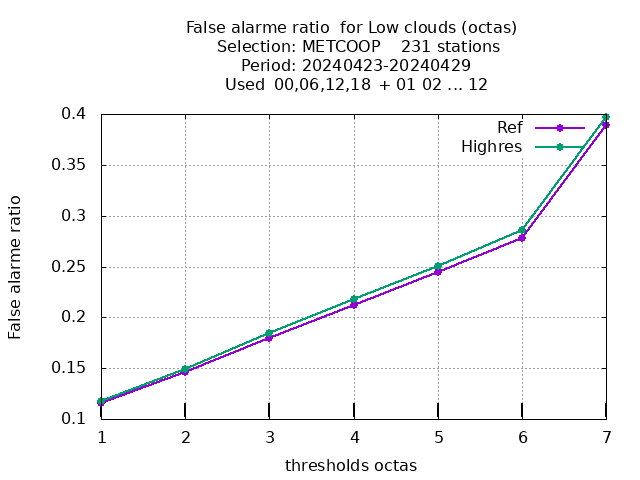 False alarme ratio  for Low clouds (octas)
Selection: METCOOP    231 stations
Period: 20240423-20240429
Used  00,06,12,18  + 01 02 ... 12
Ref
Highres
False alarme ratio
0.4
0.35
0.3
0.25
0.2
0.15
0.1
1 2 3 4 5 6 7
thresholds octas